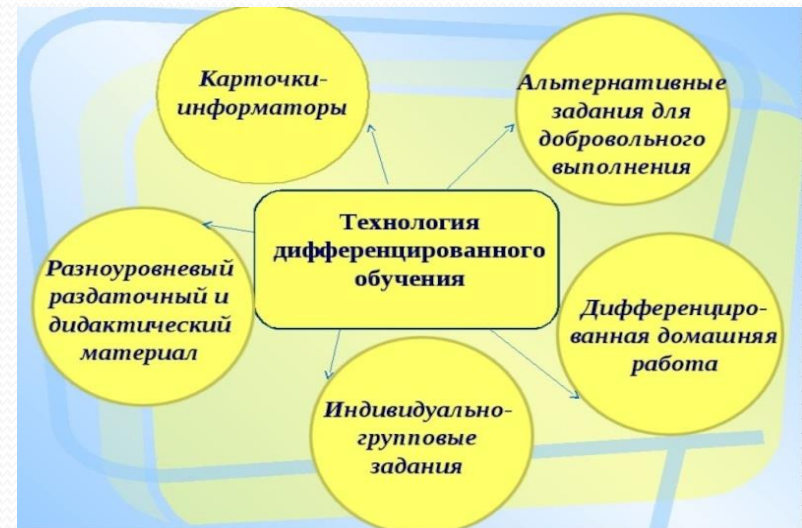 Карточки-
информаторы
Альтернативные
задания для
добровольного
выполнения
Технология
дифференцированного
обучения
Разноуровневый
раздаточный и
дидактический
материал
Дифференциро-
ванная домашняя
работа
Индивидуально-
групповые
задания